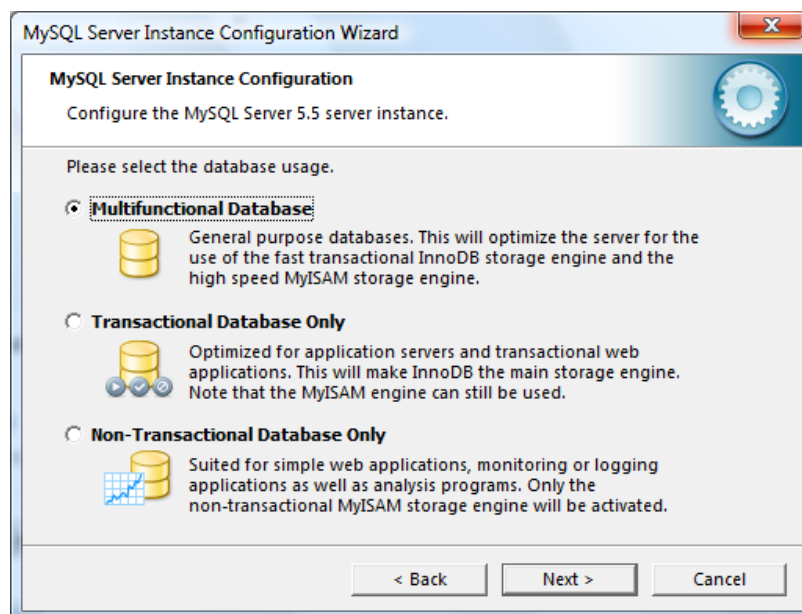 MySQL Server Instance Configuration Wizard
MySQL Server Instance Configuration
Configure the MySQL Server 5.5 server instance.
Please select the database usage.
Multifunctional Database
General purpose databases. This will optimize the server for the
use of the fast transactional InnoDB storage engine and the
high speed MyISAM storage engine.
Transactional Database Only
Optimized for application servers and transactional web
applications. This will make InnoDB the main storage engine.
Note that the MyISAM engine can still be used.
Non-Transactional Database Only
Suited for simple web applications, monitoring or logging
applications as well as analysis programs. Only the
non-transactional MyISAM storage engine will be activated.
< Back Next > Cancel